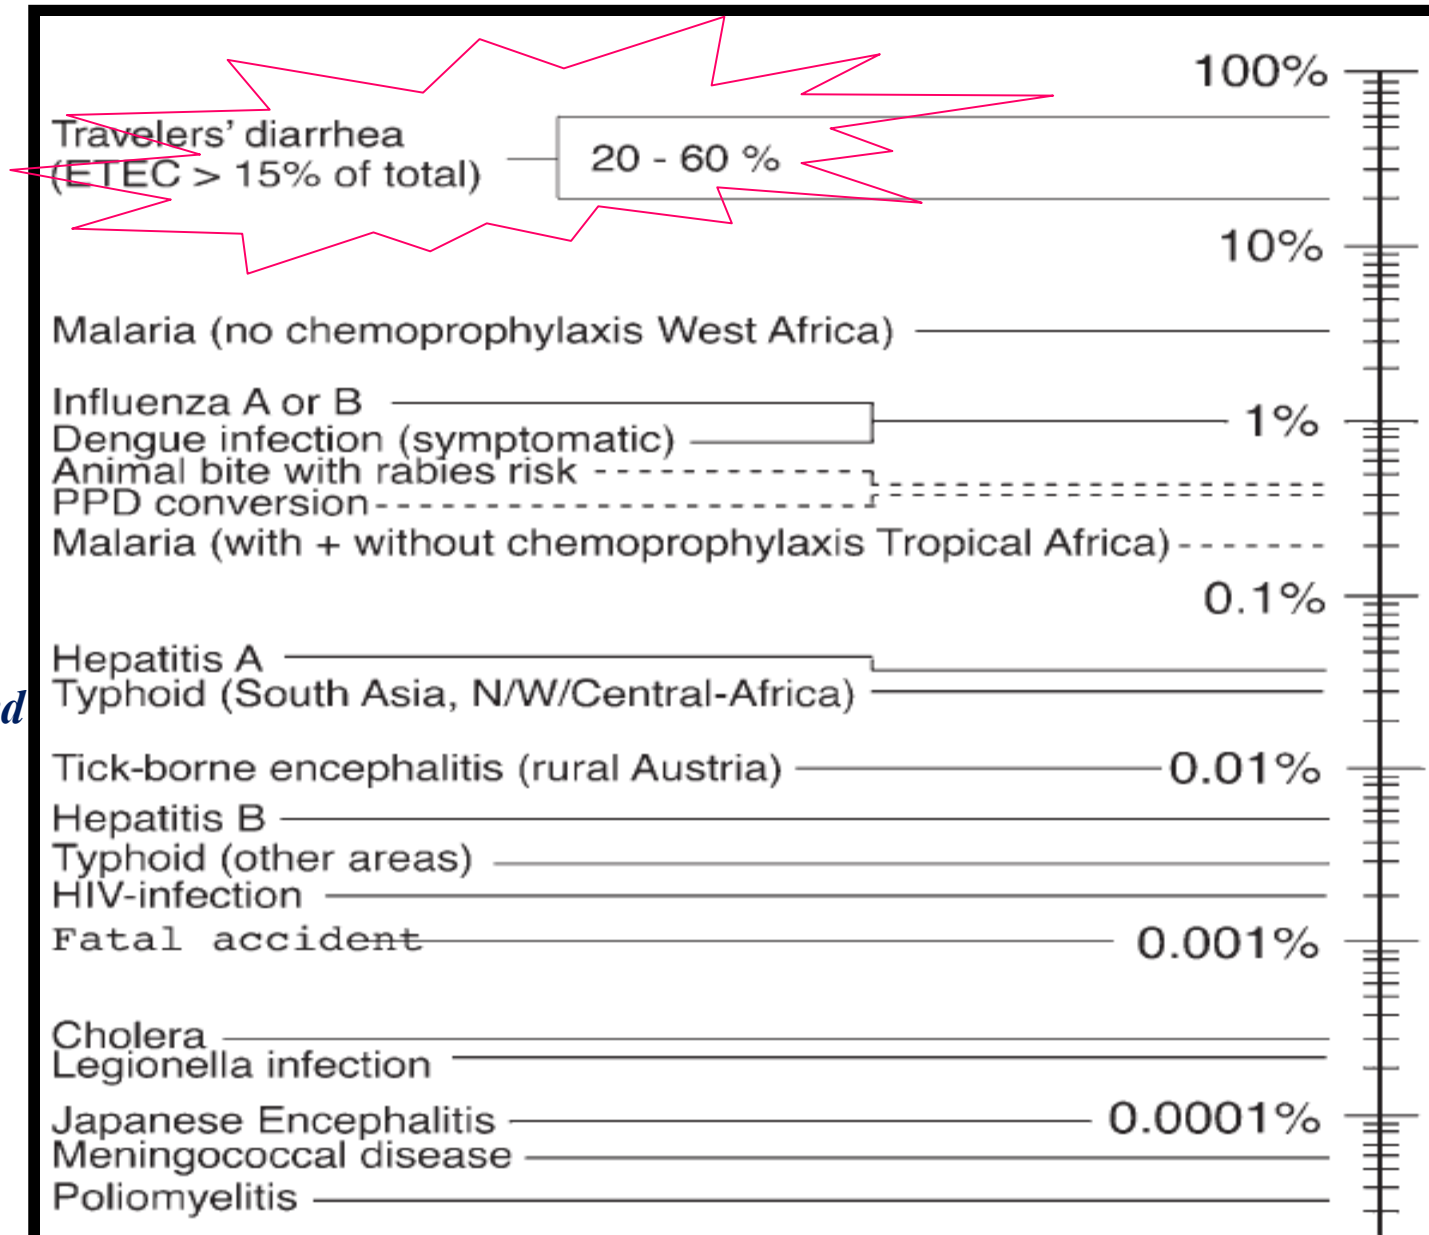 100%
Travelers’ diarrhea
(ETEC > 15% of total)
20 - 60 %
10%
Malaria (no chemoprophylaxis West Africa)
Influenza A or B
1%
Dengue infection (symptomatic)
Animal bite with rabies risk
PPD conversion
Malaria (with + without chemoprophylaxis Tropical Africa)
0.1%
Hepatitis A
Typhoid (South Asia, N/W/Central-Africa)
Tick-borne encephalitis (rural Austria)
0.01%
Hepatitis B
Typhoid (other areas)
HIV-infection
Fatal accident
0.001%
Cholera
Legionella infection
Japanese Encephalitis
0.0001%
Meningococcal disease
Poliomyelitis